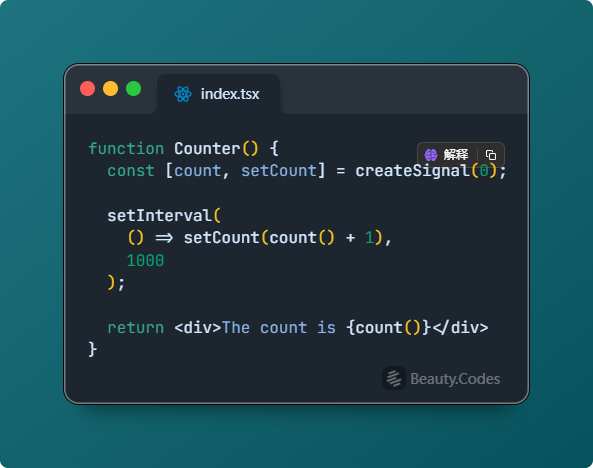 index.tsx
function Counter() {
解释
const [count, setCount] = createSignal(0);
setInterval(
() => setCount(count() + 1),
1000
);
return <div>The count is {count()}</div>
}
Beauty.Codes